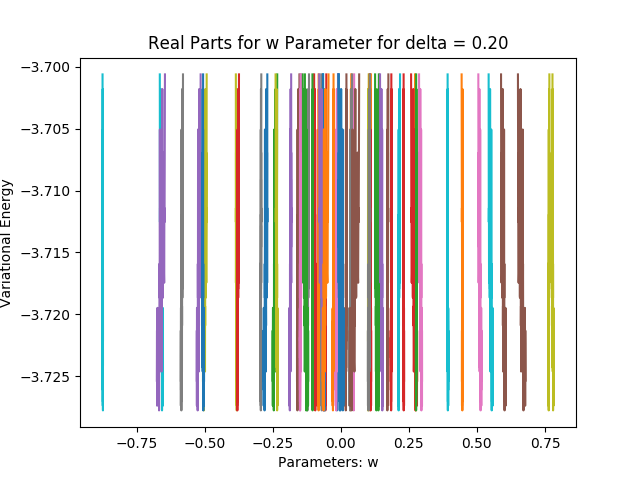 Real Parts for w Parameter for delta = 0.20
Variational Energy
−3.700
−3.705
−3.710
−3.715
−3.720
−3.725
−0.75 −0.50 −0.25 0.00 0.25 0.50 0.75
Parameters: w